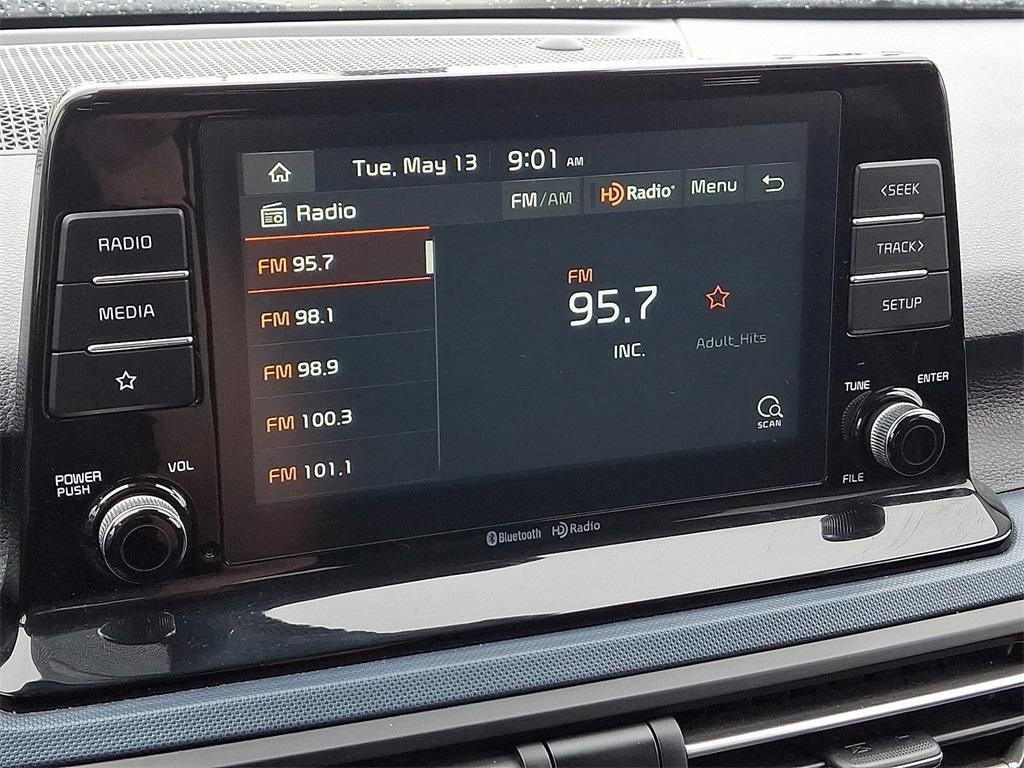 Tue, May 13 9:01 AM
Radio FM/AM HD Radio® Menu
FM 95.7
FM 98.1
FM 98.9
FM 100.3
FM 101.1
FM
95.7
INC.
Adult_Hits
SCAN
RADIO
MEDIA
POWER PUSH
VOL
<SEEK
TRACK>
SETUP
TUNE
ENTER
FILE
Bluetooth HD Radio